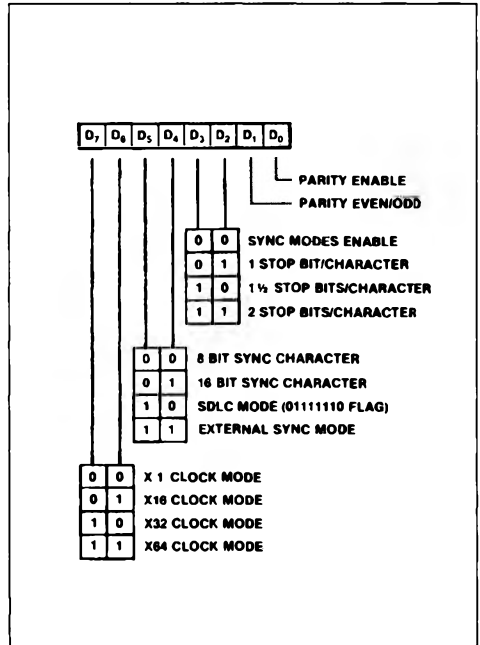 D₇ D₆ D₅ D₄ D₃ D₂ D₁ D₀
PARITY ENABLE
PARITY EVEN/O̅D̅D̅
0 0 SYNC MODES ENABLE
0 1 1 STOP BIT/CHARACTER
1 0 1 ½ STOP BITS/CHARACTER
1 1 2 STOP BITS/CHARACTER
0 0 8 BIT SYNC CHARACTER
0 1 16 BIT SYNC CHARACTER
1 0 SDLC MODE (01111110 FLAG)
1 1 EXTERNAL SYNC MODE
0 0 X 1 CLOCK MODE
0 1 X16 CLOCK MODE
1 0 X32 CLOCK MODE
1 1 X64 CLOCK MODE